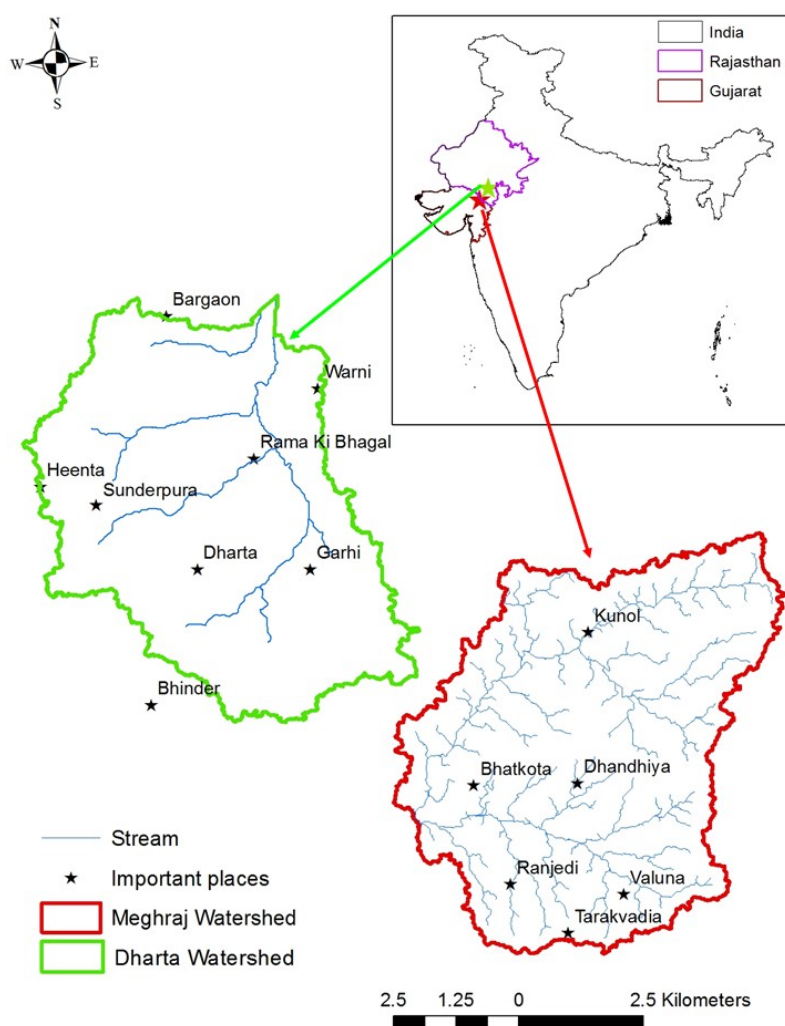 N
W
E
S
India
Rajasthan
Gujarat
Bargaon
Warni
Rama Ki Bhagal
Heenta
Sunderpura
Dharta
Garhi
Bhinder
Kunol
Bhatkota
Dhandhiya
Ranjedi
Valuna
Tarakvadia
Stream
Important places
Meghraj Watershed
Dharta Watershed
2.5 1.25 0 2.5 Kilometers